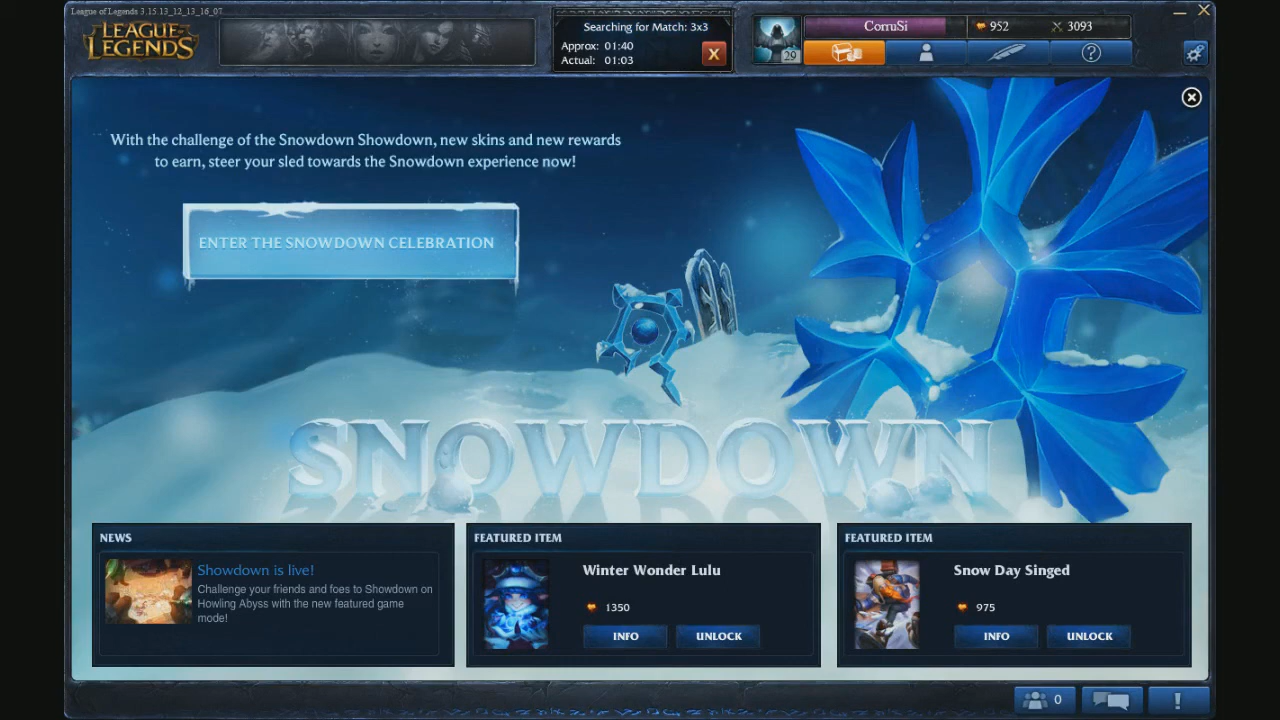 League of Legends 3.15.13_12_13_16_07
LEAGUE OF LEGENDS
Searching for Match: 3x3
Approx: 01:40
Actual: 01:03
X
29
CorruSi
952
3093
?
With the challenge of the Snowdown Showdown, new skins and new rewards
to earn, steer your sled towards the Snowdown experience now!
ENTER THE SNOWDOWN CELEBRATION
SNOWDOWN
NEWS
Showdown is live!
Challenge your friends and foes to Showdown on
Howling Abyss with the new featured game
mode!
FEATURED ITEM
Winter Wonder Lulu
1350
INFO UNLOCK
FEATURED ITEM
Snow Day Singed
975
INFO UNLOCK
0
!